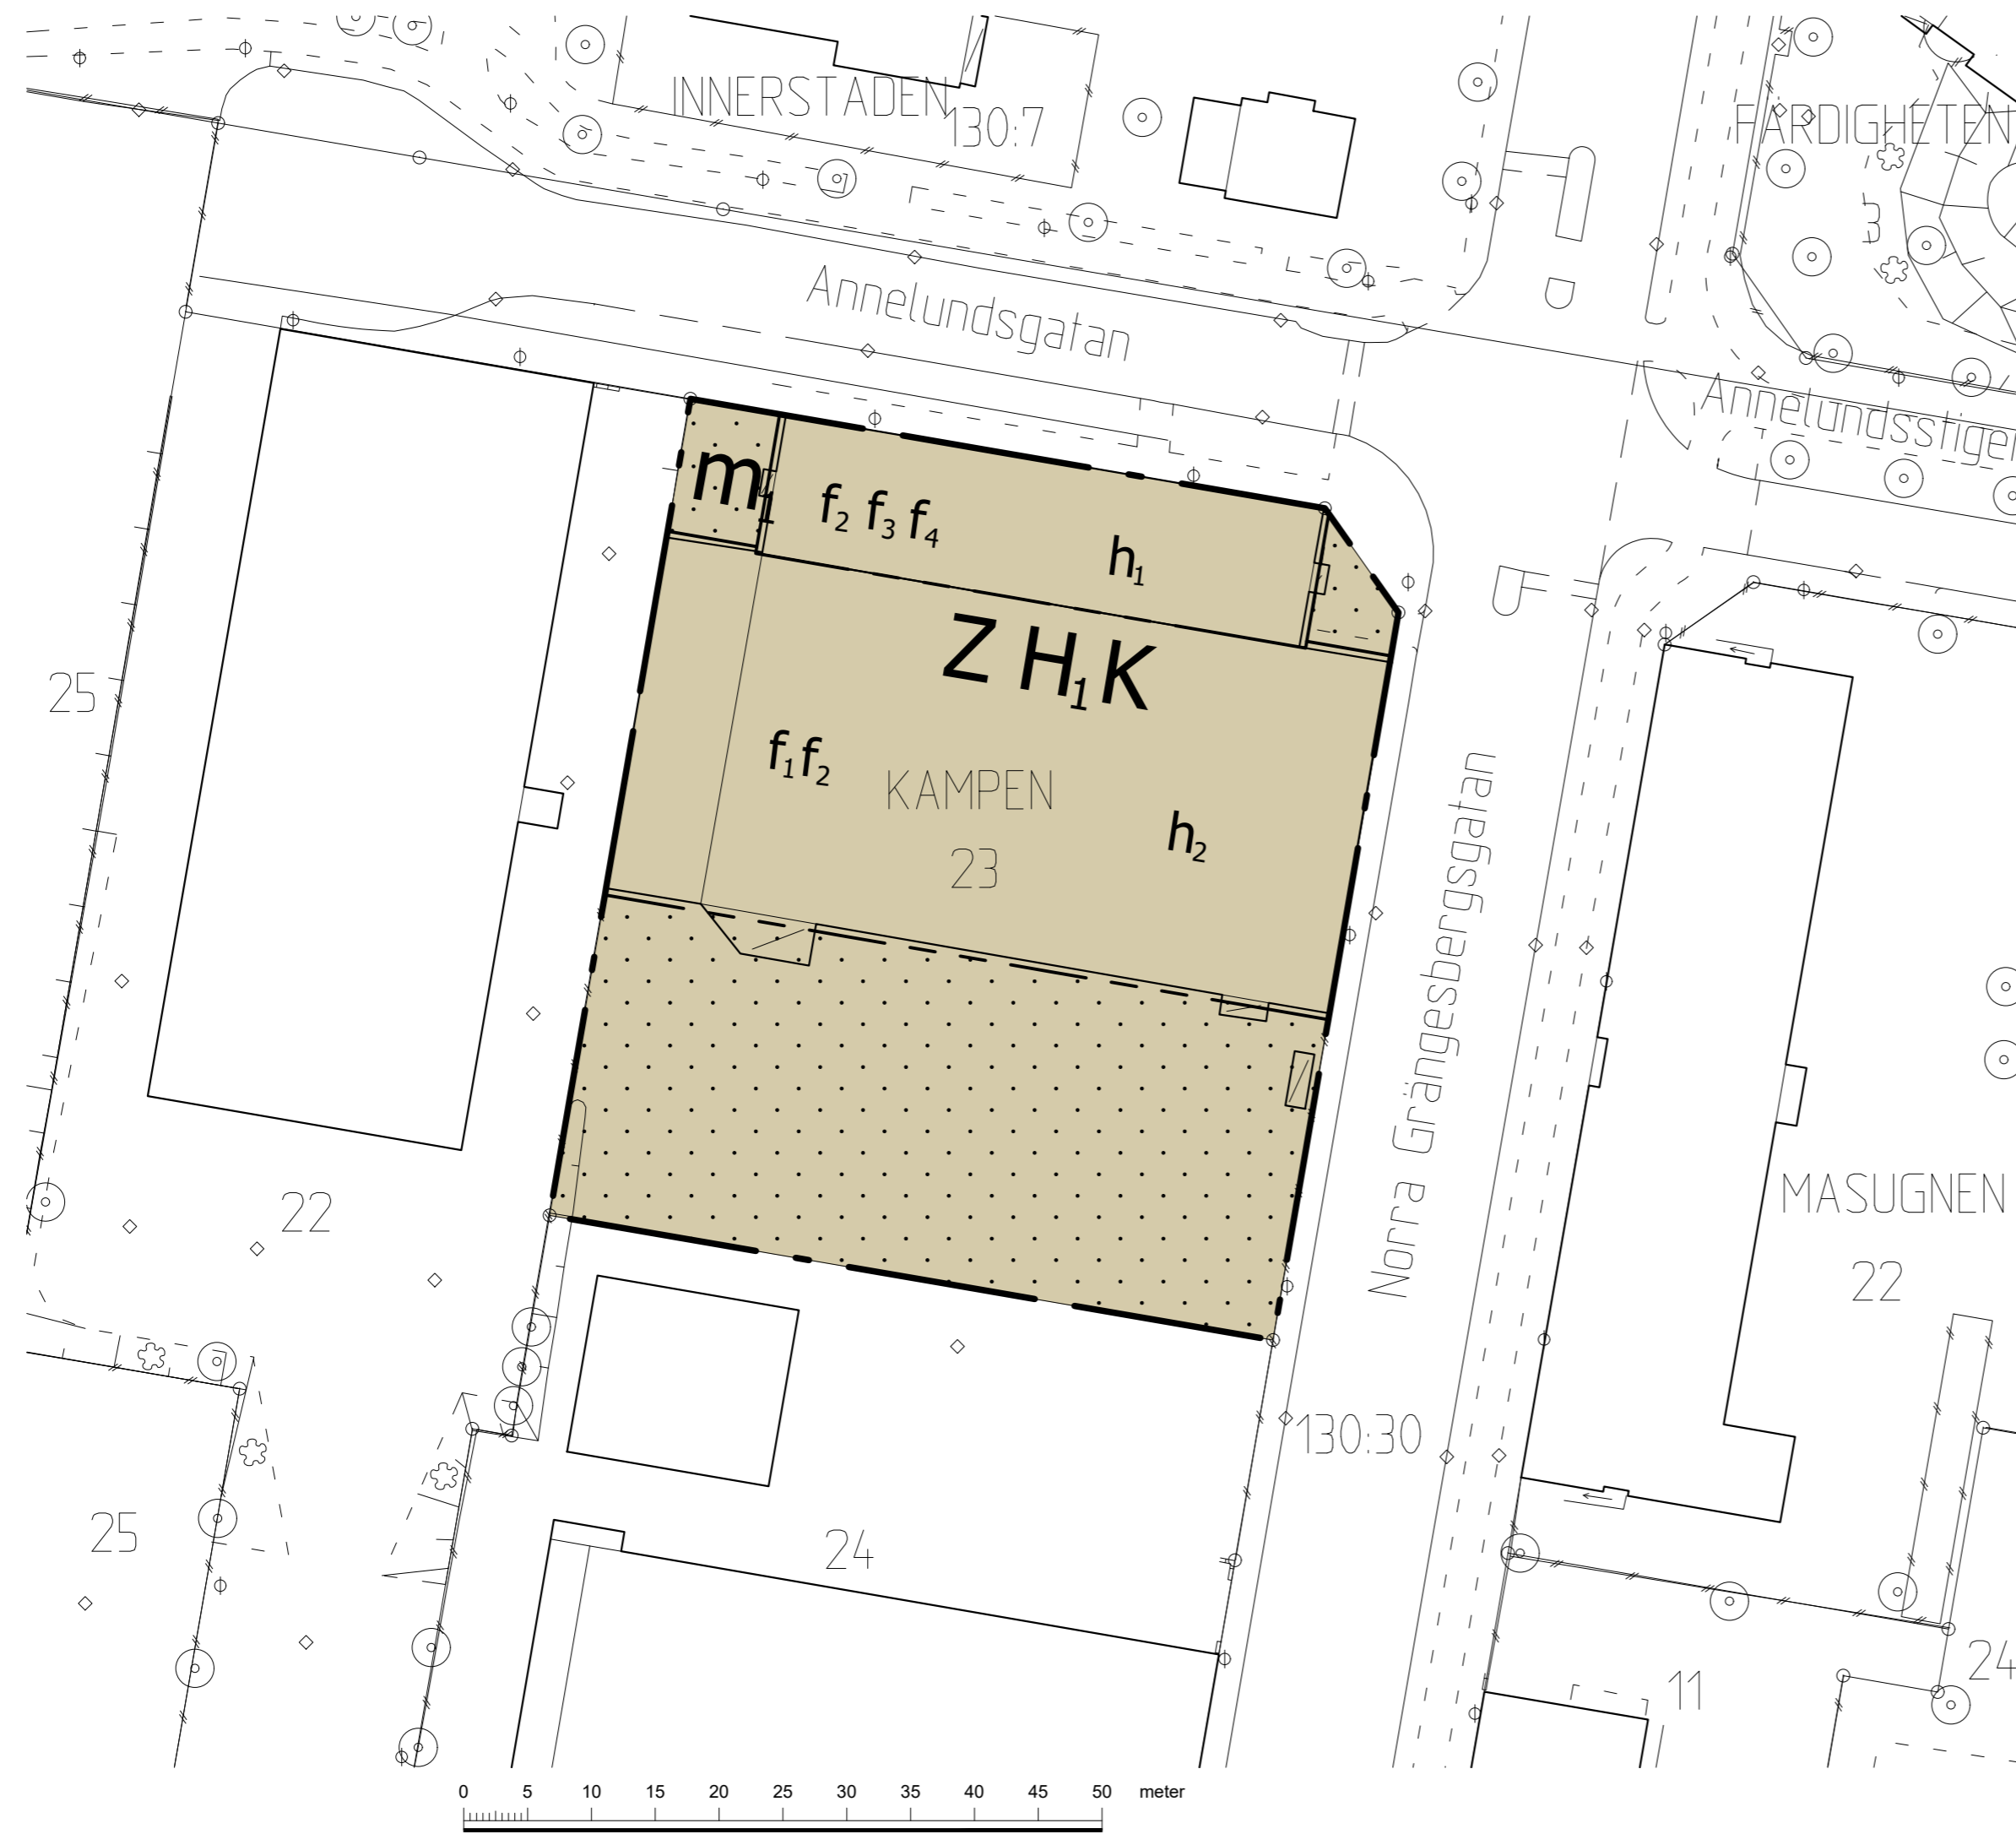 INNERSTADEN
130:7
FÄRDIGHETEN
3
Annelundsgatan
Annelundsstige
m1
f2 f3 f4
h1
Z H1 K
25
f1 f2
KAMPEN
23
h2
Norra Grängesbergsgatan
22
MASUGNEN
22
130:30
25
24
24
11
0 5 10 15 20 25 30 35 40 45 50 meter